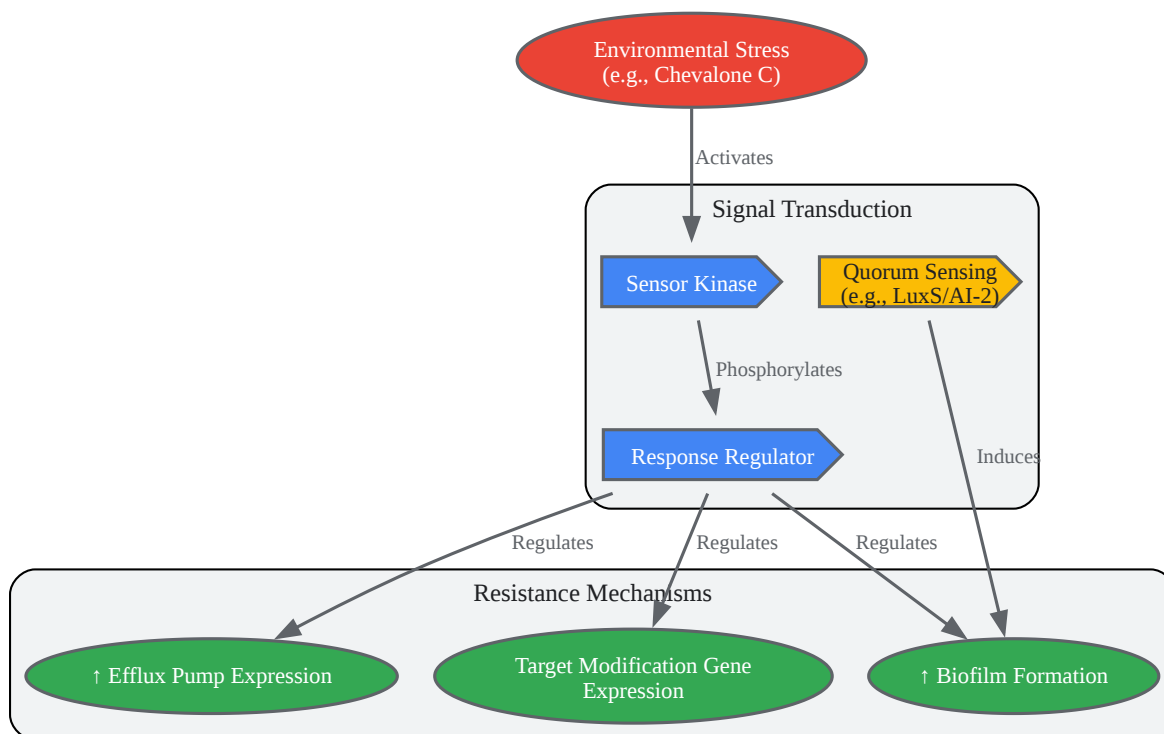 Environmental Stress
(e.g., Chevalone C)
Activates
Signal Transduction
Sensor Kinase
Quorum Sensing
(e.g., LuxS/AI-2)
Phosphorylates
Response Regulator
Induces
Regulates
Regulates
Regulates
Resistance Mechanisms
↑ Efflux Pump Expression
Target Modification Gene
Expression
↑ Biofilm Formation